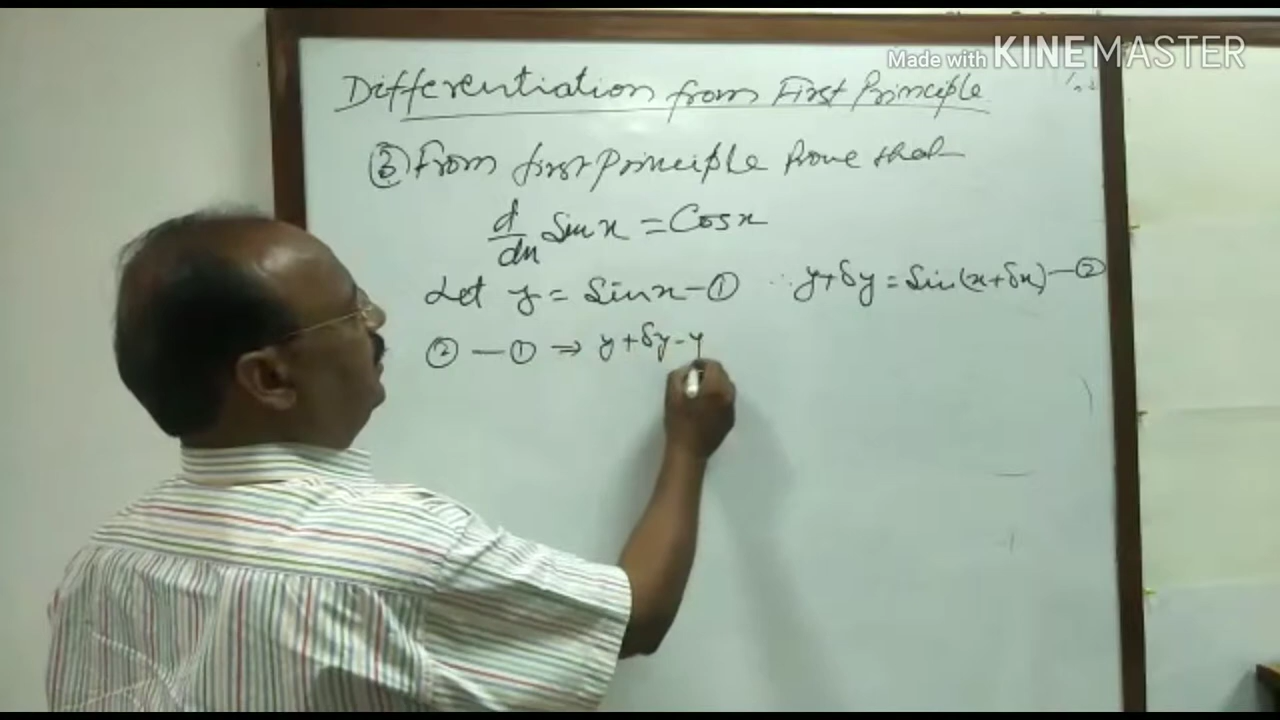 Made with KINEMASTER
Differentiation from First Principle
③ From first Principle Prove that
d/dx Sin x = Cos x
Let y = Sin x - ① ∴ y+δy = Sin(x+δx) - ②
② - ① ⇒ y+δy-y